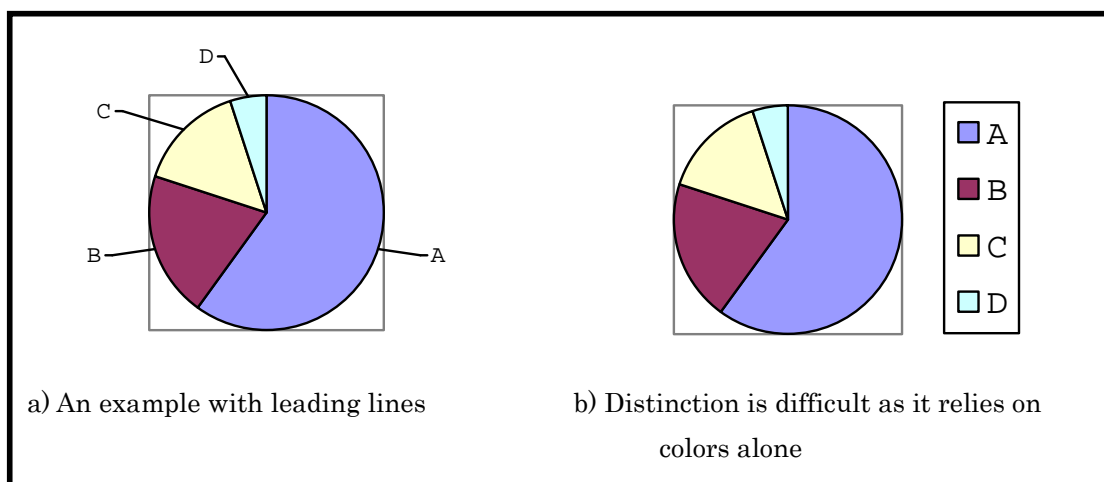 D
C
B
A
a) An example with leading lines
A
B
C
D
b) Distinction is difficult as it relies on
colors alone